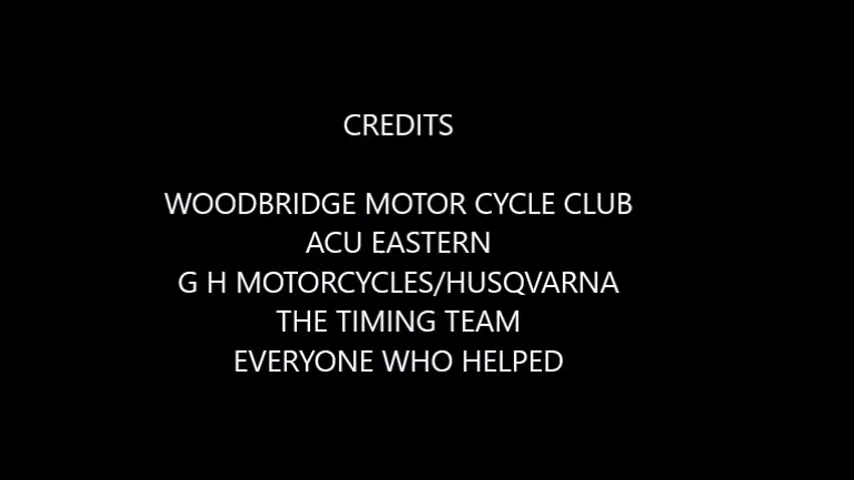 CREDITS
WOODBRIDGE MOTOR CYCLE CLUB
ACU EASTERN
G H MOTORCYCLES/HUSQVARNA
THE TIMING TEAM
EVERYONE WHO HELPED